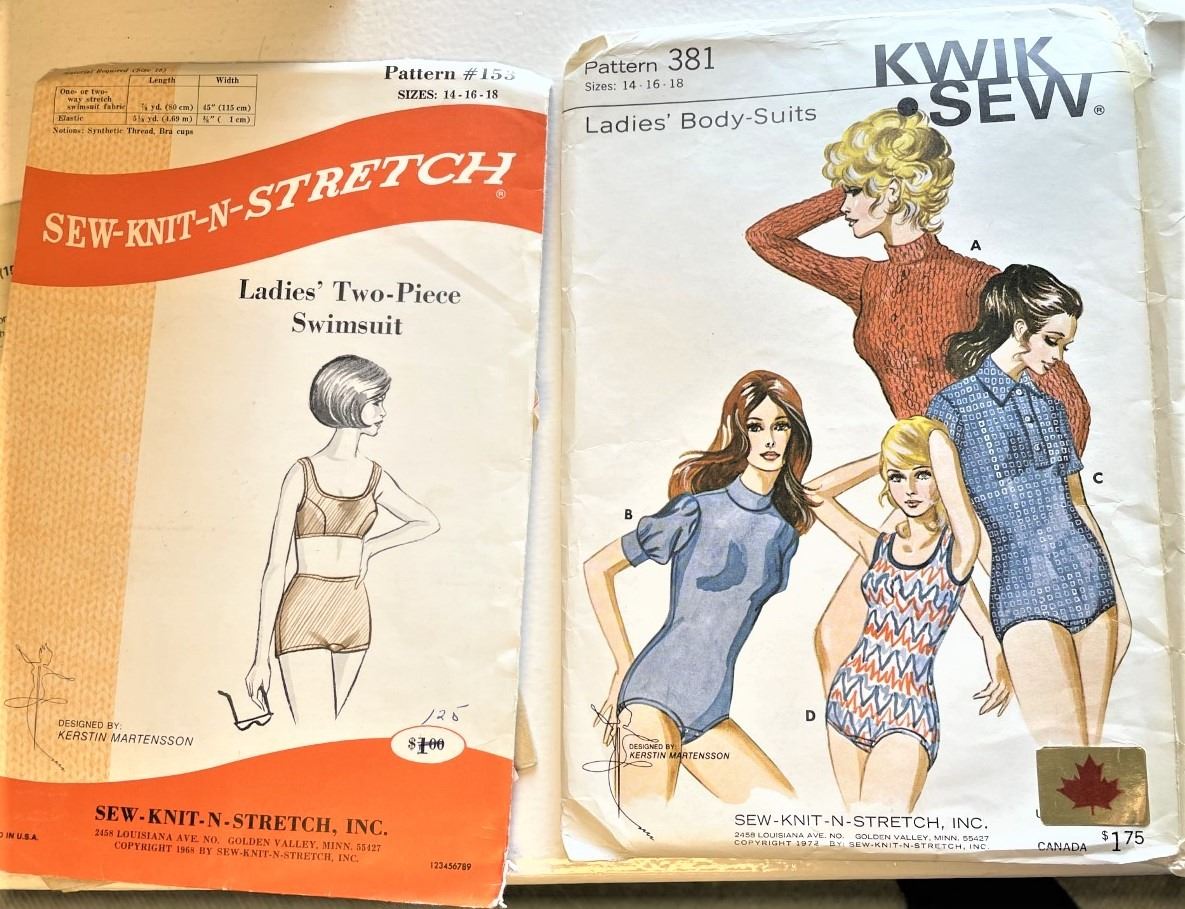 Material Required (Size 18)
Length Width
One- or two-
way stretch
swimsuit fabric ⅞ yd. (80 cm) 45" (115 cm)
Elastic 5⅛ yd. (4.69 m) ⅜" ( 1 cm)
Notions: Synthetic Thread, Bra cups
Pattern #153
SIZES: 14-16-18
SEW-KNIT-N-STRETCH®
Ladies' Two-Piece
Swimsuit
DESIGNED BY:
KERSTIN MARTENSSON
125
$1.00
SEW-KNIT-N-STRETCH, INC.
2458 LOUISIANA AVE. NO. GOLDEN VALLEY, MINN. 55427
COPYRIGHT 1968 BY SEW-KNIT-N-STRETCH, INC.
D IN U.S.A.
123456789
Pattern 381
Sizes: 14-16-18
KWIK
SEW®
Ladies' Body-Suits
A
B
C
D
DESIGNED BY:
KERSTIN MARTENSSON
SEW-KNIT-N-STRETCH, INC.
2458 LOUISIANA AVE. NO. GOLDEN VALLEY, MINN. 55427
COPYRIGHT 1972 BY: SEW-KNIT-N-STRETCH, INC.
CANADA $1.75